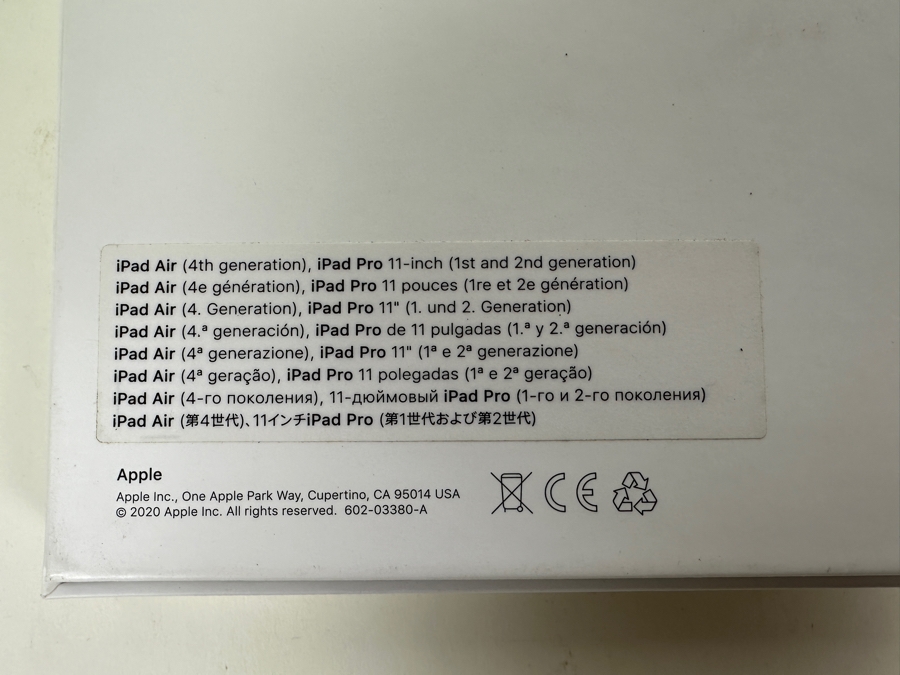 iPad Air (4th generation), iPad Pro 11-inch (1st and 2nd generation)
iPad Air (4e génération), iPad Pro 11 pouces (1re et 2e génération)
iPad Air (4. Generation), iPad Pro 11" (1. und 2. Generation)
iPad Air (4.ª generación), iPad Pro de 11 pulgadas (1.ª y 2.ª generación)
iPad Air (4ª generazione), iPad Pro 11" (1ª e 2ª generazione)
iPad Air (4ª geração), iPad Pro 11 polegadas (1ª e 2ª geração)
iPad Air (4-го поколения), 11-дюймовый iPad Pro (1-го и 2-го поколения)
iPad Air (第4世代)、11インチiPad Pro (第1世代および第2世代)
Apple
Apple Inc., One Apple Park Way, Cupertino, CA 95014 USA
© 2020 Apple Inc. All rights reserved. 602-03380-A
CE